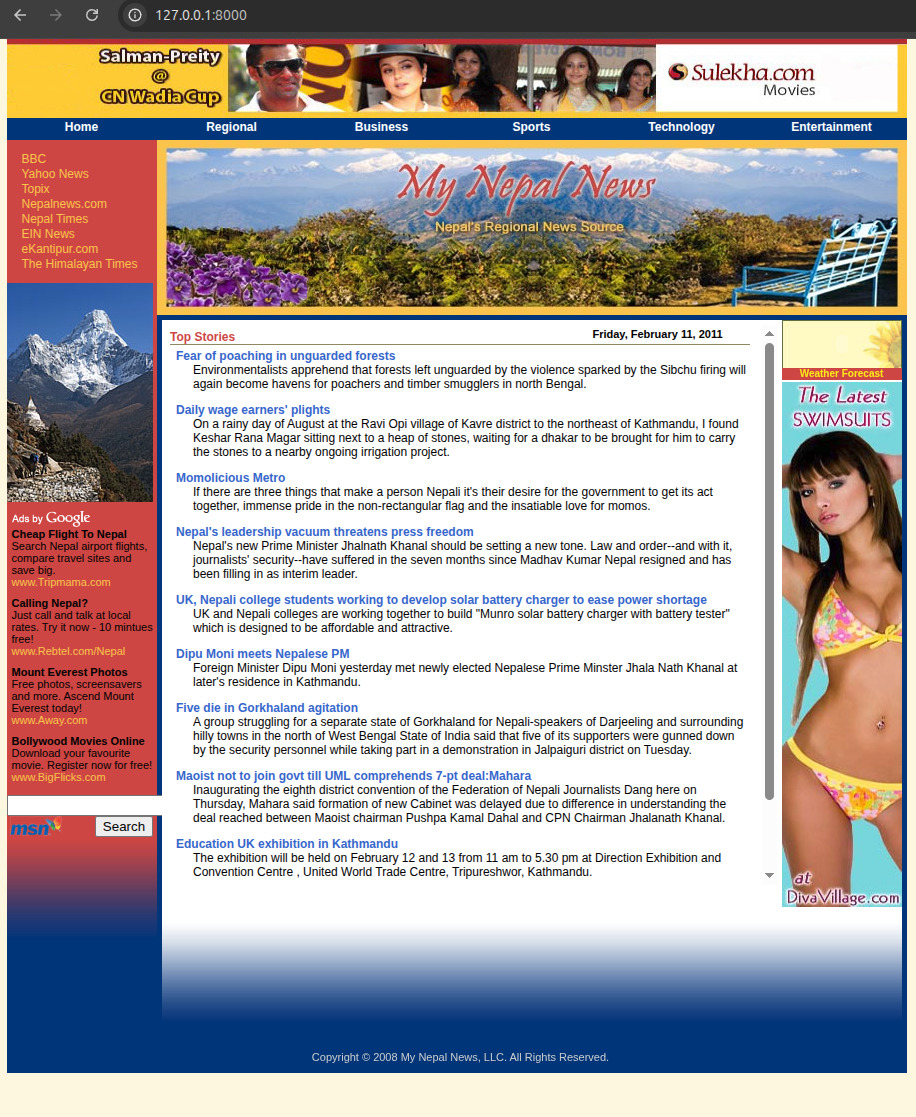 127.0.0.1:8000
Salman-Preity
@
CN Wadia Cup
Sulekha.com
Movies
Home Regional Business Sports Technology Entertainment
BBC
Yahoo News
Topix
Nepalnews.com
Nepal Times
EIN News
eKantipur.com
The Himalayan Times
My Nepal News
Nepal's Regional News Source
Ads by Google
Cheap Flight To Nepal
Search Nepal airport flights,
compare travel sites and
save big.
www.Tripmama.com
Calling Nepal?
Just call and talk at local
rates. Try it now - 10 mintues
free!
www.Rebtel.com/Nepal
Mount Everest Photos
Free photos, screensavers
and more. Ascend Mount
Everest today!
www.Away.com
Bollywood Movies Online
Download your favourite
movie. Register now for free!
www.BigFlicks.com
msn Search
Top Stories Friday, February 11, 2011
Fear of poaching in unguarded forests
Environmentalists apprehend that forests left unguarded by the violence sparked by the Sibchu firing will
again become havens for poachers and timber smugglers in north Bengal.
Daily wage earners' plights
On a rainy day of August at the Ravi Opi village of Kavre district to the northeast of Kathmandu, I found
Keshar Rana Magar sitting next to a heap of stones, waiting for a dhakar to be brought for him to carry
the stones to a nearby ongoing irrigation project.
Momolicious Metro
If there are three things that make a person Nepali it's their desire for the government to get its act
together, immense pride in the non-rectangular flag and the insatiable love for momos.
Nepal's leadership vacuum threatens press freedom
Nepal's new Prime Minister Jhalnath Khanal should be setting a new tone. Law and order--and with it,
journalists' security--have suffered in the seven months since Madhav Kumar Nepal resigned and has
been filling in as interim leader.
UK, Nepali college students working to develop solar battery charger to ease power shortage
UK and Nepali colleges are working together to build "Munro solar battery charger with battery tester"
which is designed to be affordable and attractive.
Dipu Moni meets Nepalese PM
Foreign Minister Dipu Moni yesterday met newly elected Nepalese Prime Minster Jhala Nath Khanal at
later's residence in Kathmandu.
Five die in Gorkhaland agitation
A group struggling for a separate state of Gorkhaland for Nepali-speakers of Darjeeling and surrounding
hilly towns in the north of West Bengal State of India said that five of its supporters were gunned down
by the security personnel while taking part in a demonstration in Jalpaiguri district on Tuesday.
Maoist not to join govt till UML comprehends 7-pt deal:Mahara
Inaugurating the eighth district convention of the Federation of Nepali Journalists Dang here on
Thursday, Mahara said formation of new Cabinet was delayed due to difference in understanding the
deal reached between Maoist chairman Pushpa Kamal Dahal and CPN Chairman Jhalanath Khanal.
Education UK exhibition in Kathmandu
The exhibition will be held on February 12 and 13 from 11 am to 5.30 pm at Direction Exhibition and
Convention Centre , United World Trade Centre, Tripureshwor, Kathmandu.
Weather Forecast
The Latest
SWIMSUITS
at
DivaVillage.com
Copyright © 2008 My Nepal News, LLC. All Rights Reserved.